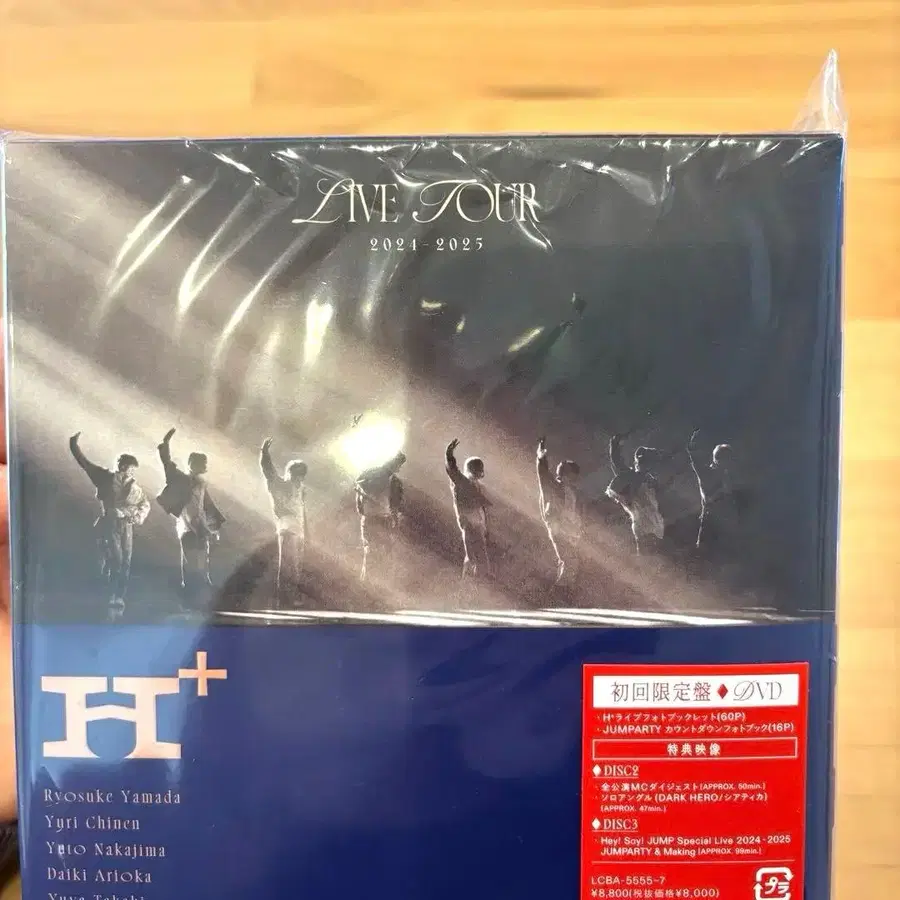 LIVE TOUR
2024-2025
H+
Ryosuke Yamada
Yuri Chinen
Yuto Nakajima
Daiki Arioka
初回限定盤♦DVD
・H⁺ライブフォトブックレット(60P)
・JUMPARTY カウントダウンフォトブック(16P)
特典映像
♦DISC2
・全公演MCダイジェスト(APPROX. 50min.)
・ソロアングル(DARK HERO/シアティカ)
(APPROX. 47min.)
♦DISC3
・Hey! Say! JUMP Special Live 2024-2025
JUMPARTY & Making (APPROX. 99min.)
LCBA-5555~7
¥8,800(税抜価格¥8,000)
プラ